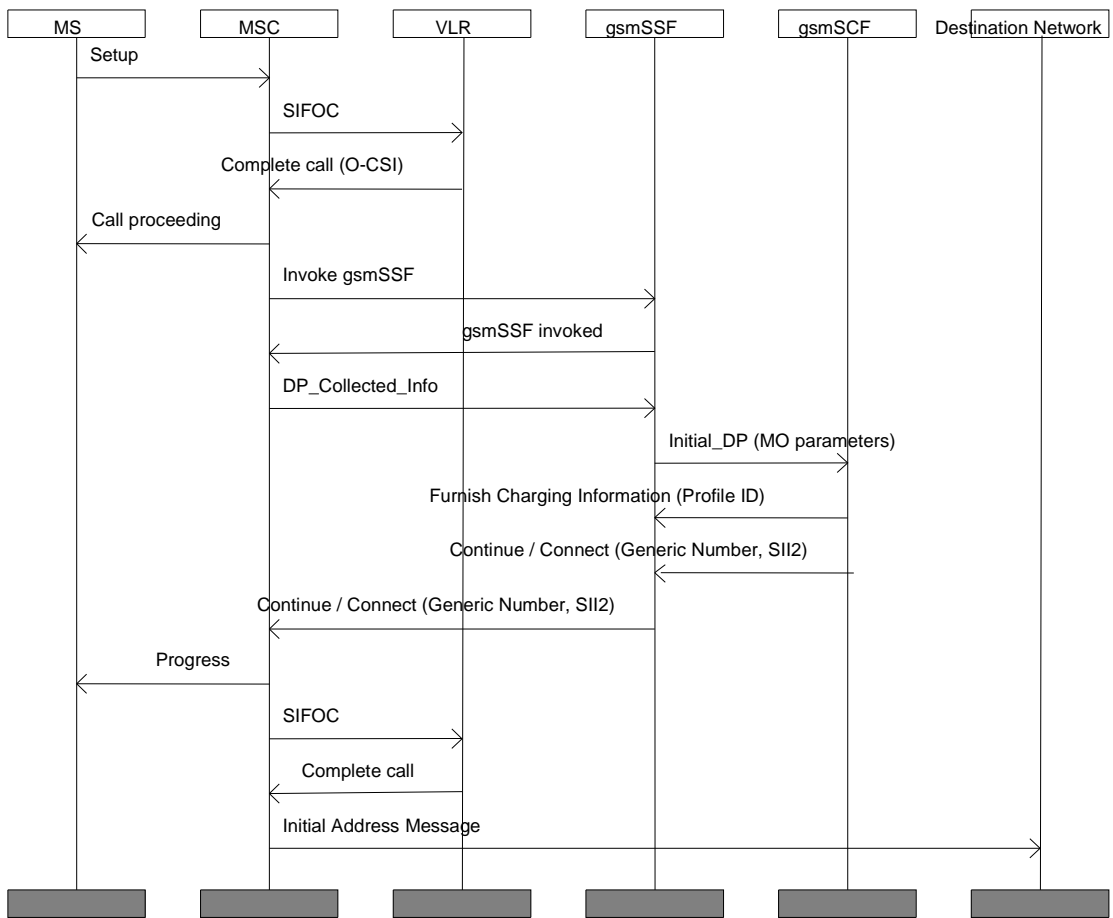 MS MSC VLR gsmSSF gsmSCF Destination Network
Setup
SIFOC
Complete call (O-CSI)
Call proceeding
Invoke gsmSSF
gsmSSF invoked
DP_Collected_Info
Initial_DP (MO parameters)
Furnish Charging Information (Profile ID)
Continue / Connect (Generic Number, SII2)
Continue / Connect (Generic Number, SII2)
Progress
SIFOC
Complete call
Initial Address Message